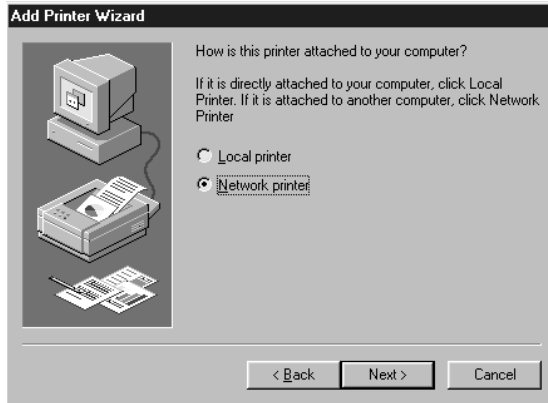 Add Printer Wizard
How is this printer attached to your computer?
If it is directly attached to your computer, click Local
Printer. If it is attached to another computer, click Network
Printer
Local printer
Network printer
< Back
Next >
Cancel